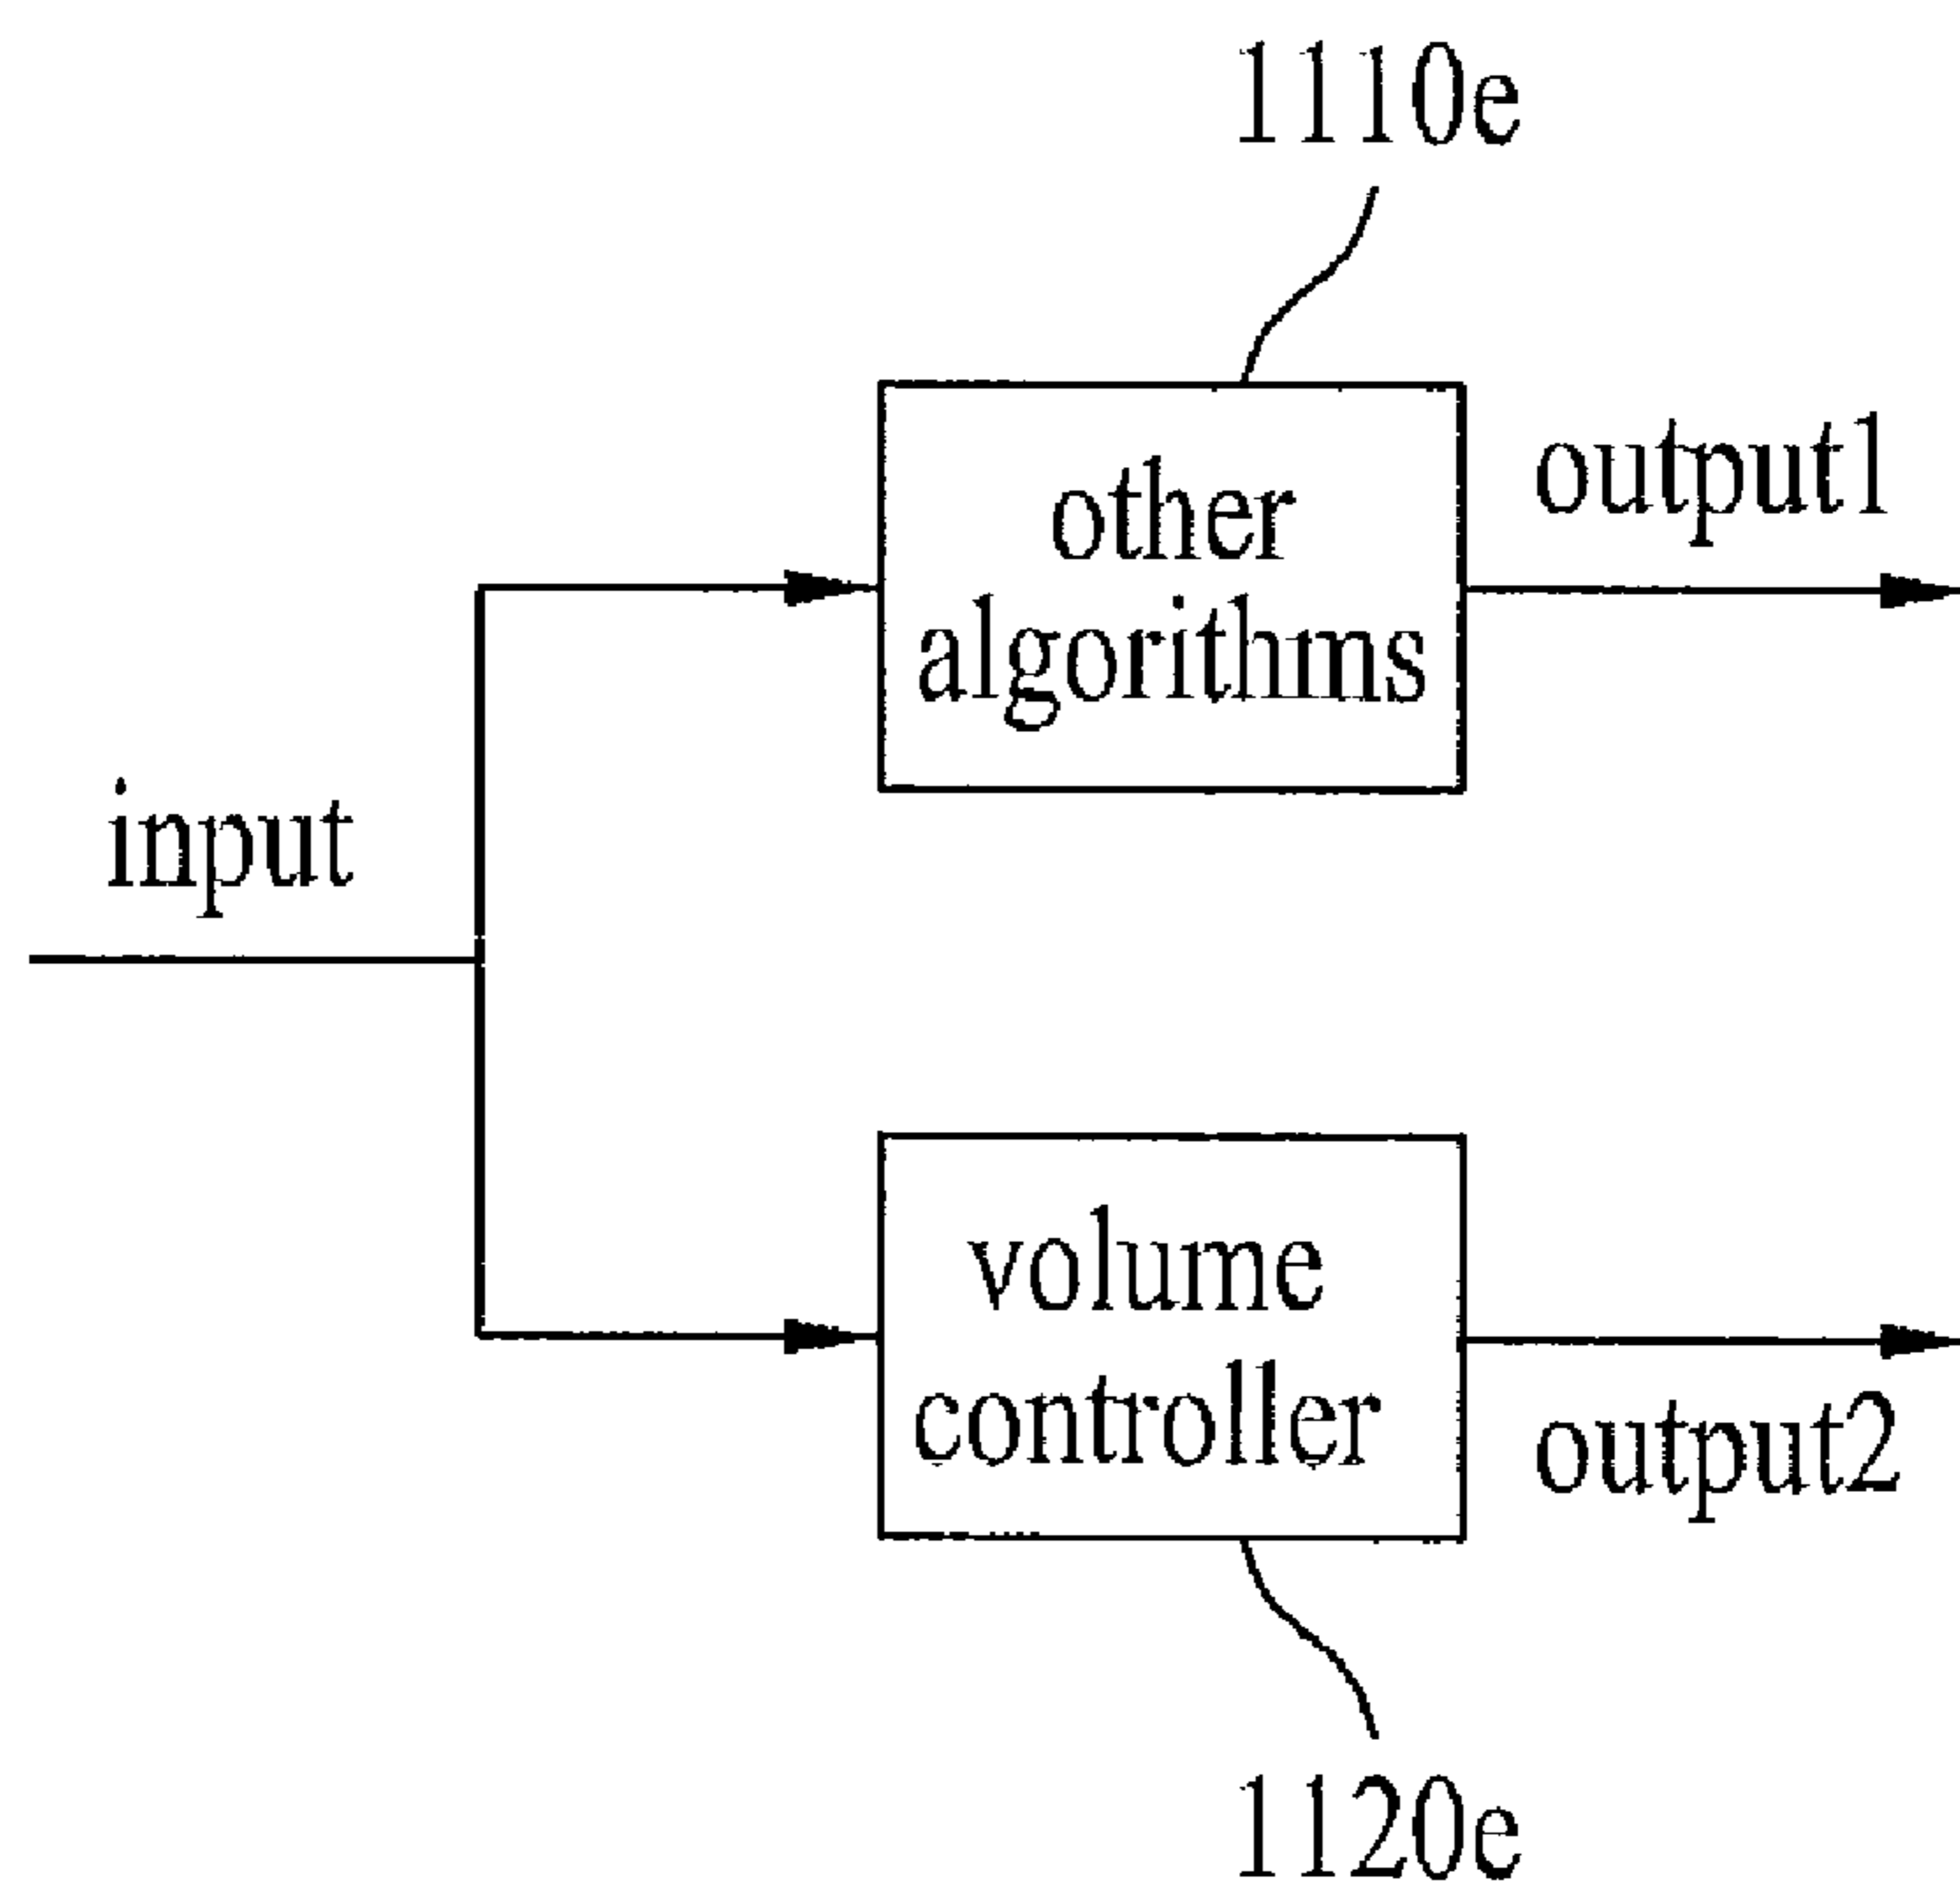 1110e
other
algorithms
output1
input
volume
controller
output2
1120e